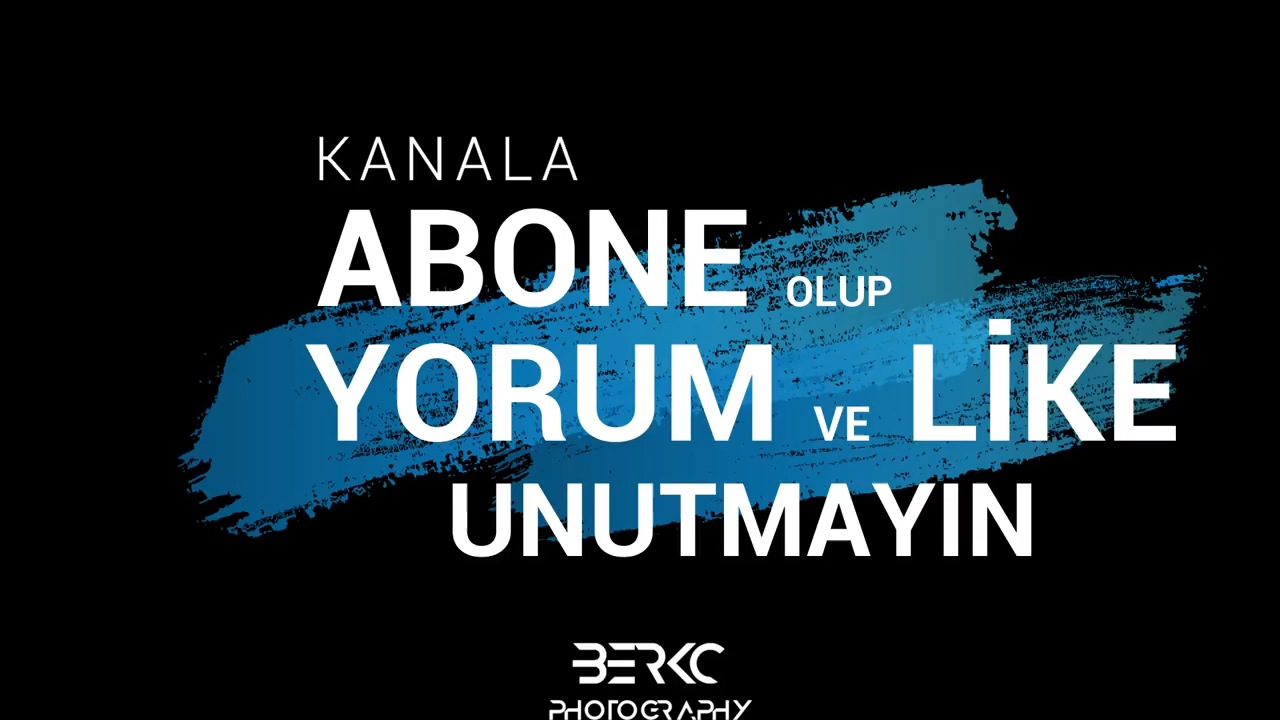 KANALA
ABONE OLUP
YORUM VE LİKE
UNUTMAYIN
BERKC
PHOTOGRAPHY